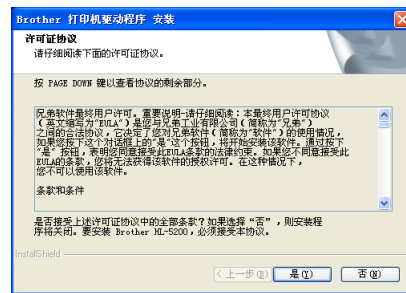 Brother 打印机驱动程序 安装
许可证协议
请仔细阅读下面的许可证协议。
按 PAGE DOWN 键以查看协议的剩余部分。
兄弟软件最终用户许可。重要说明-请仔细阅读：本最终用户许可协议
（英文缩写为"EULA"）是您与兄弟工业有限公司（简称为"兄弟"）
之间的合法协议，它决定了您对兄弟软件（简称为"软件"）的使用情况，
如果您按下这个对话框上的"是"这个按钮，将开始安装该软件。通过按下
"是" 按钮，表明您同意接受此EULA条款的法律约束。如果您不同意接受此
EULA的条款，您将无法获得该软件的授权许可。在这种情况下，
您不可以使用该软件。
条款和条件
是否接受上述许可证协议中的全部条款？如果选择 “否” ，则安装程
序将关闭。要安装 Brother HL-5200，必须接受本协议。
InstallShield
< 上一步(B)
是(Y)
否(N)